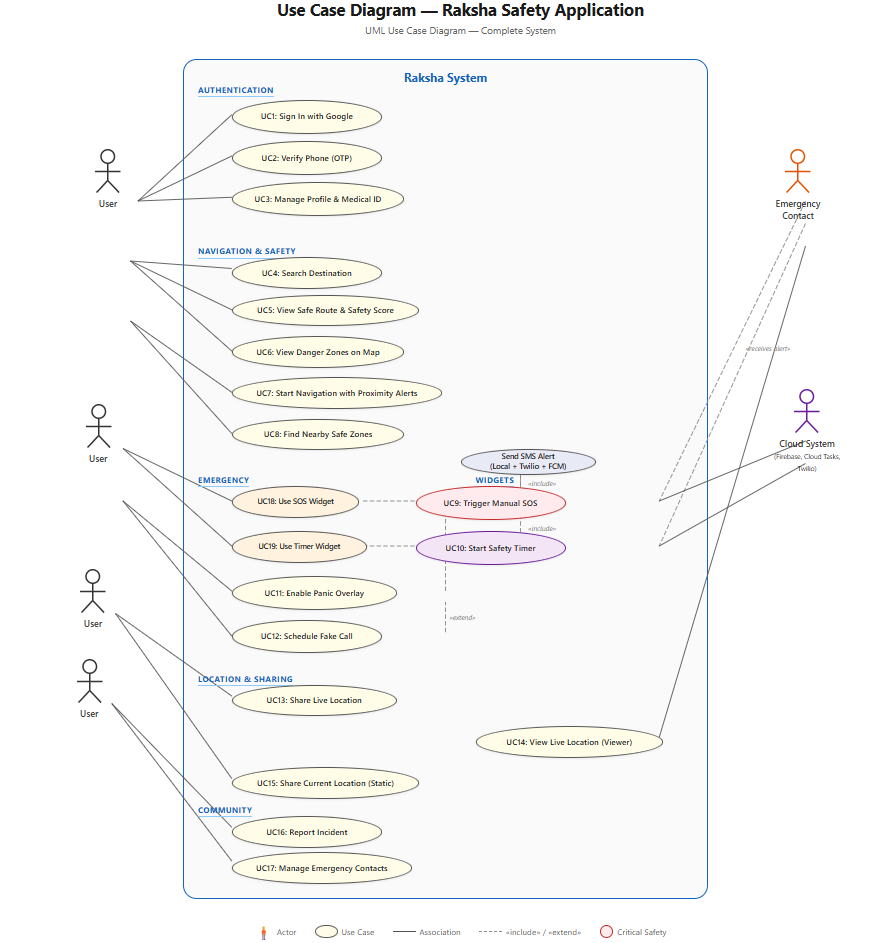 Use Case Diagram — Raksha Safety Application
UML Use Case Diagram — Complete System
Raksha System
AUTHENTICATION
UC1: Sign In with Google
UC2: Verify Phone (OTP)
UC3: Manage Profile & Medical ID
User
Emergency
Contact
NAVIGATION & SAFETY
UC4: Search Destination
UC5: View Safe Route & Safety Score
UC6: View Danger Zones on Map
«receives alert»
UC7: Start Navigation with Proximity Alerts
UC8: Find Nearby Safe Zones
User
Cloud System
(Firebase, Cloud Tasks,
Twilio)
Send SMS Alert
(Local + Twilio + FCM)
EMERGENCY
WIDGETS
«include»
UC18: Use SOS Widget
UC9: Trigger Manual SOS
«include»
UC19: Use Timer Widget
UC10: Start Safety Timer
UC11: Enable Panic Overlay
«extend»
User
UC12: Schedule Fake Call
LOCATION & SHARING
UC13: Share Live Location
User
UC14: View Live Location (Viewer)
UC15: Share Current Location (Static)
COMMUNITY
UC16: Report Incident
UC17: Manage Emergency Contacts
Actor
Use Case
Association
«include» / «extend»
Critical Safety